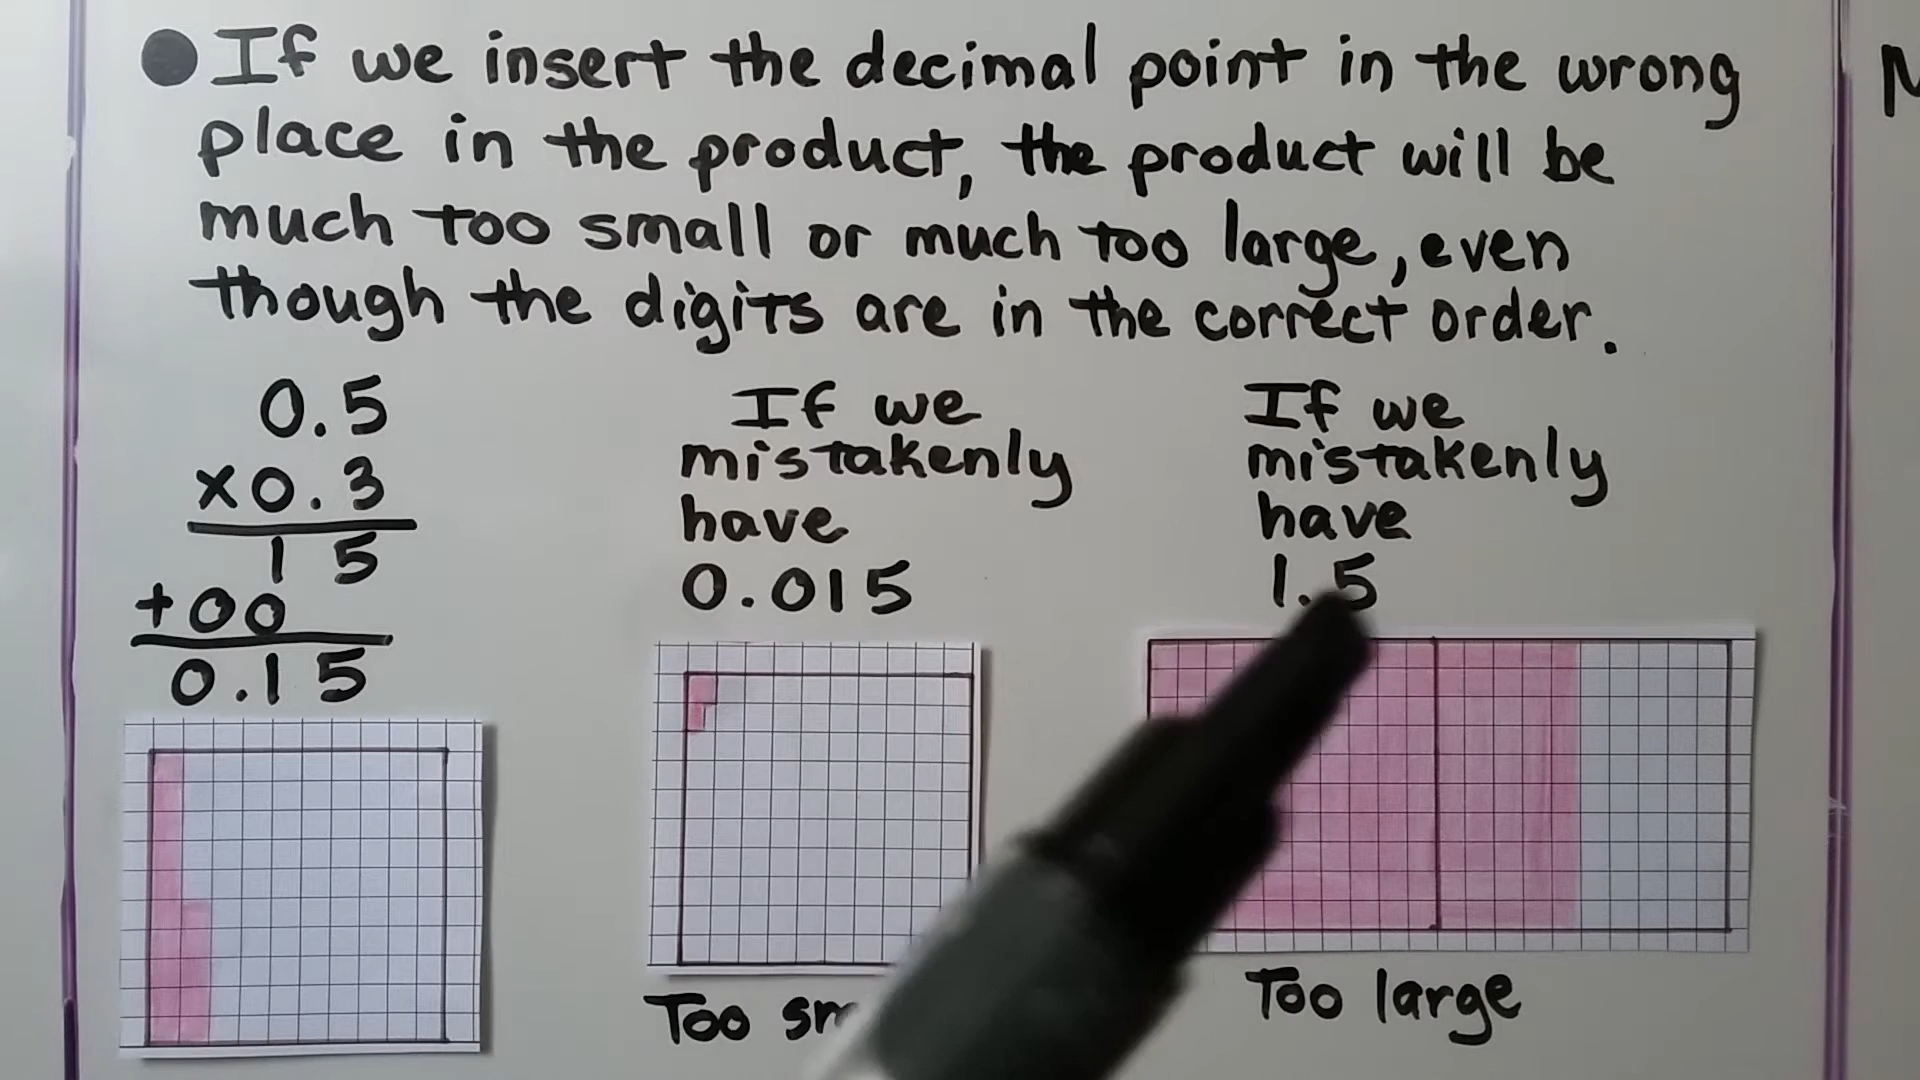 ● If we insert the decimal point in the wrong
place in the product, the product will be
much too small or much too large, even
though the digits are in the correct order.
0.5
x0.3
15
+00
0.15
If we
mistakenly
have
0.015
Too
If we
mistakenly
have
1.5
Too large